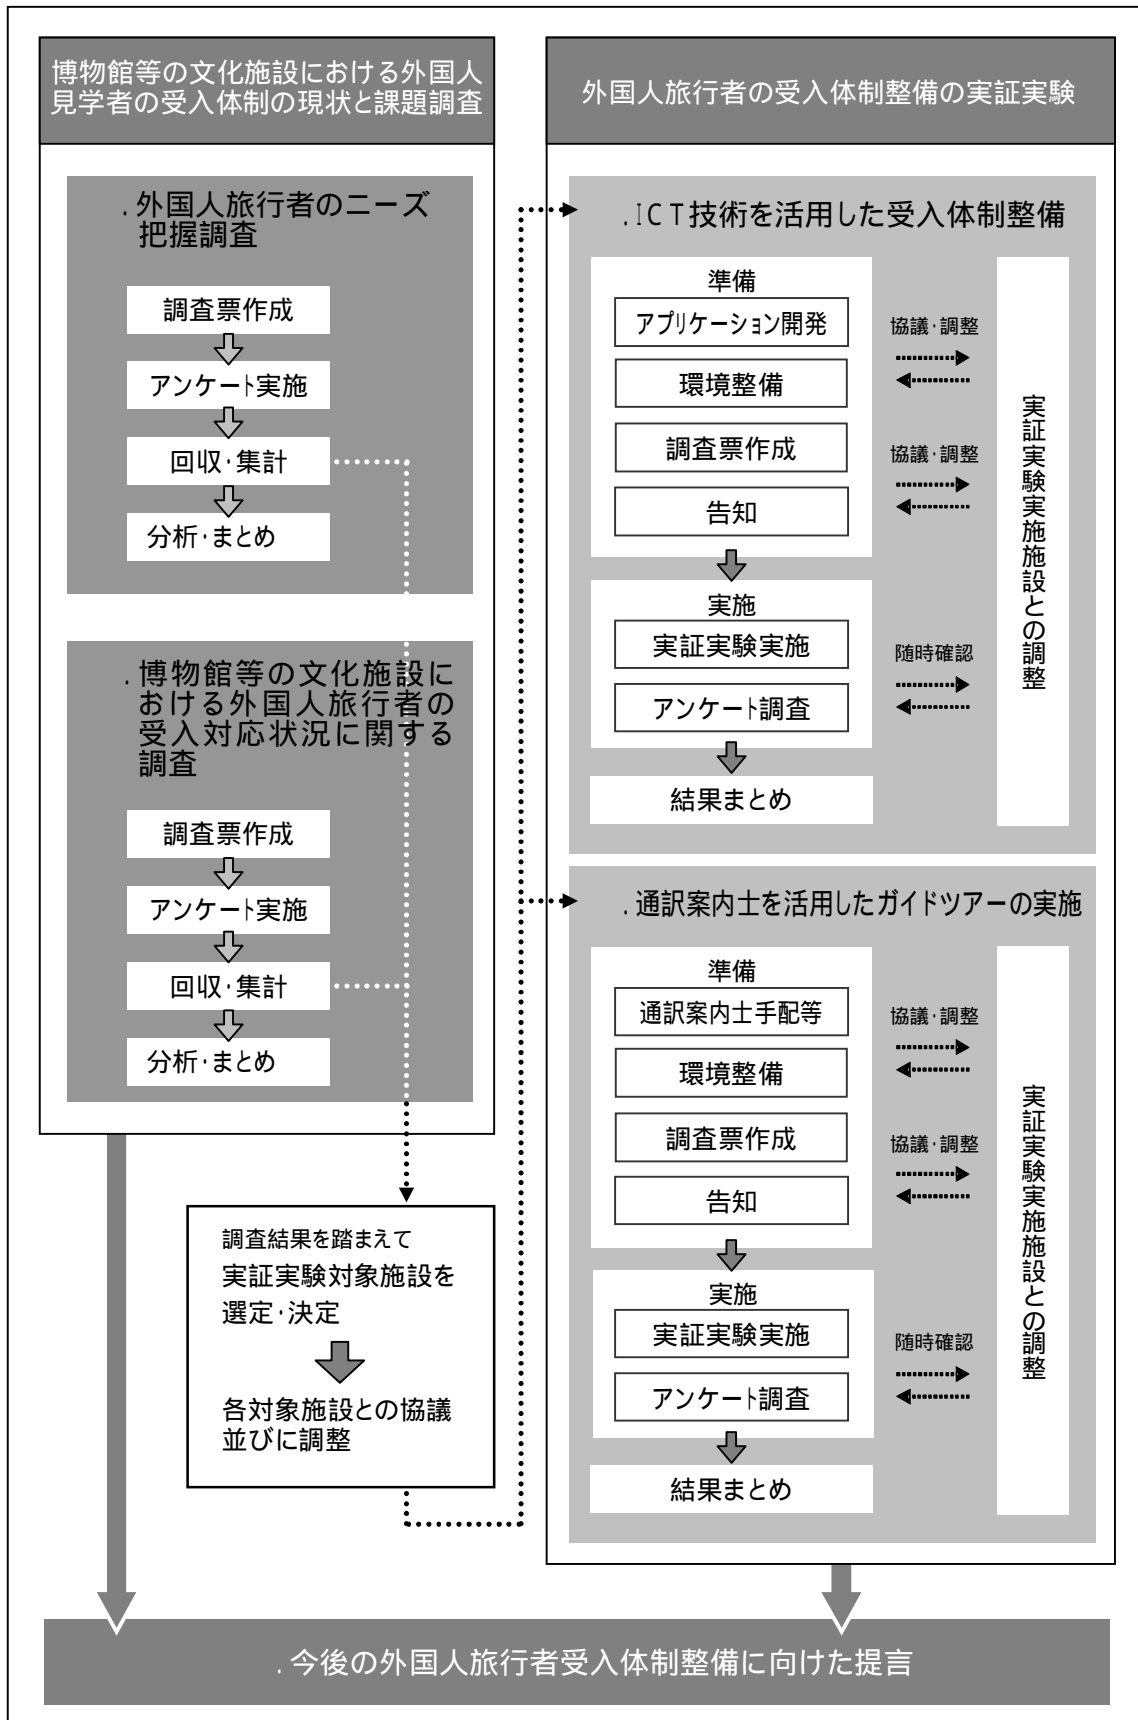 博物館等の文化施設における外国人
見学者の受入体制の現状と課題調査
.外国人旅行者のニーズ
把握調査
調査票作成
アンケート実施
回収・集計
分析・まとめ
.博物館等の文化施設に
おける外国人旅行者の
受入対応状況に関する
調査
調査票作成
アンケート実施
回収・集計
分析・まとめ
調査結果を踏まえて
実証実験対象施設を
選定・決定
各対象施設との協議
並びに調整
外国人旅行者の受入体制整備の実証実験
.ICT技術を活用した受入体制整備
準備
アプリケーション開発
環境整備
調査票作成
告知
協議・調整
協議・調整
実施
実証実験実施
アンケート調査
随時確認
結果まとめ
実証実験実施施設との調整
.通訳案内士を活用したガイドツアーの実施
準備
通訳案内士手配等
環境整備
調査票作成
告知
協議・調整
協議・調整
実施
実証実験実施
アンケート調査
随時確認
結果まとめ
実証実験実施施設との調整
.今後の外国人旅行者受入体制整備に向けた提言